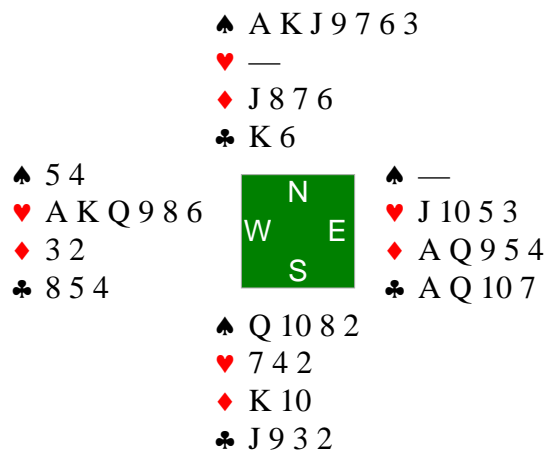 ♠ A K J 9 7 6 3
♥ —
♦ J 8 7 6
♣ K 6
♠ 5 4
♥ A K Q 9 8 6
♦ 3 2
♣ 8 5 4
N
W E
S
♠ —
♥ J 10 5 3
♦ A Q 9 5 4
♣ A Q 10 7
♠ Q 10 8 2
♥ 7 4 2
♦ K 10
♣ J 9 3 2